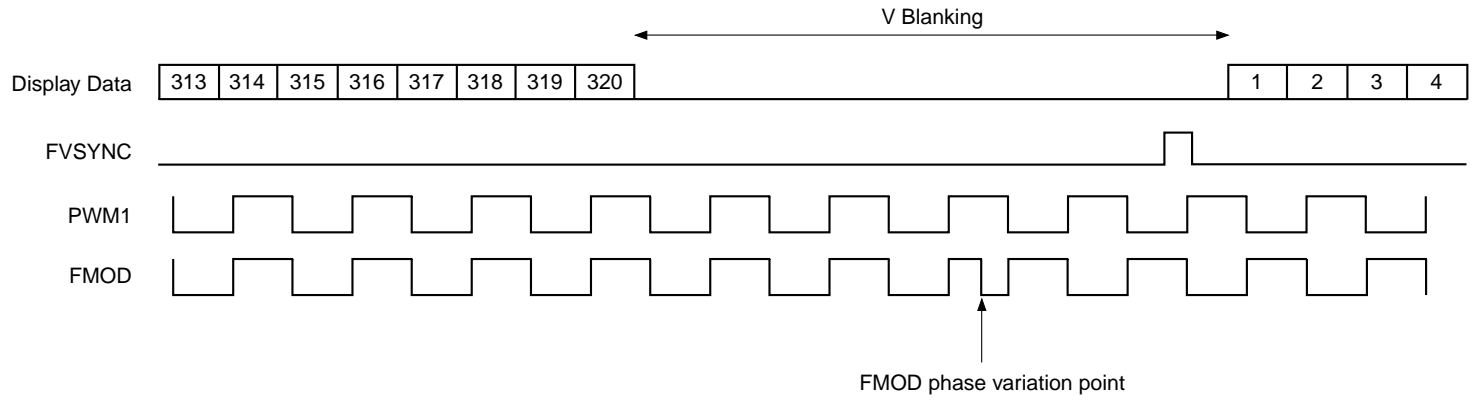 V Blanking
Display Data 313 314 315 316 317 318 319 320 1 2 3 4
FVSYNC
PWM1
FMOD
FMOD phase variation point